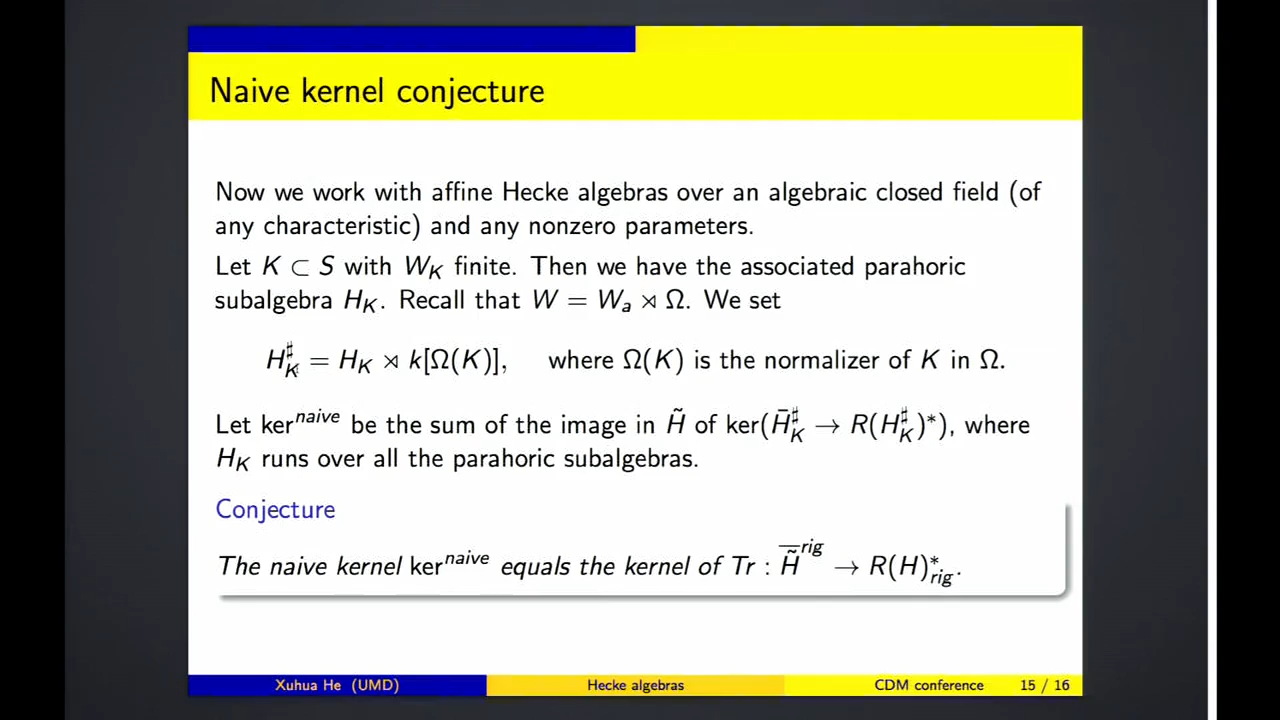 Naive kernel conjecture
Now we work with affine Hecke algebras over an algebraic closed field (of
any characteristic) and any nonzero parameters.
Let K ⊂ S with W_K finite. Then we have the associated parahoric
subalgebra H_K. Recall that W = W_a ⋊ Ω. We set
H_K^♯ = H_K ⋊ k[Ω(K)], where Ω(K) is the normalizer of K in Ω.
Let ker^{naive} be the sum of the image in H̃ of ker(H̄_K^♯ → R(H_K^♯)^*), where
H_K runs over all the parahoric subalgebras.
Conjecture
The naive kernel ker^{naive} equals the kernel of Tr : \overline{H̃}^{rig} → R(H)^*_{rig}.
Xuhua He (UMD) Hecke algebras CDM conference 15 / 16